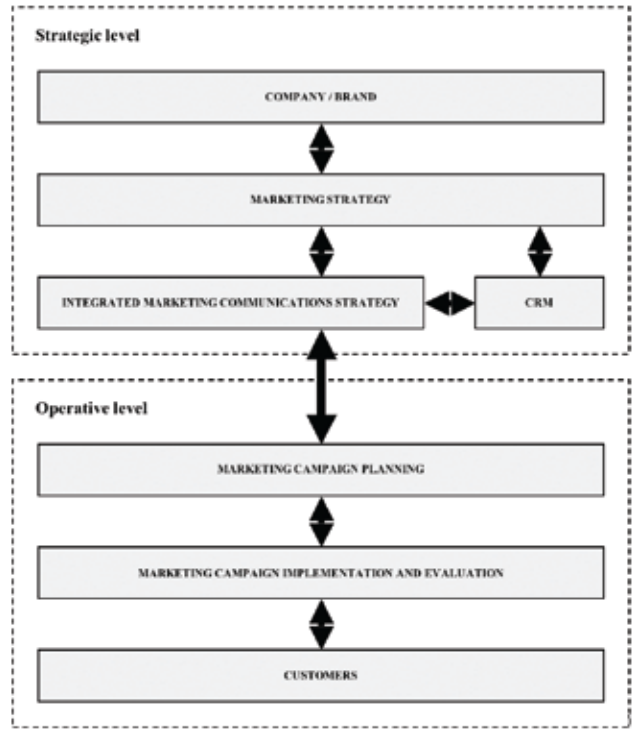 Strategic level
COMPANY / BRAND
MARKETING STRATEGY
INTEGRATED MARKETING COMMUNICATIONS STRATEGY
CRM
Operative level
MARKETING CAMPAIGN PLANNING
MARKETING CAMPAIGN IMPLEMENTATION AND EVALUATION
CUSTOMERS